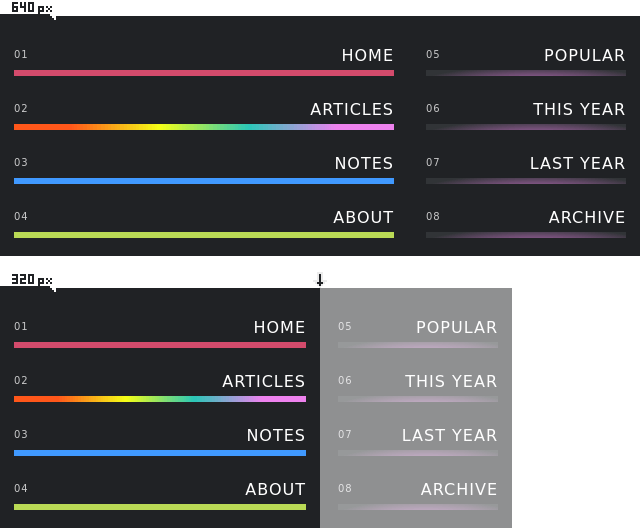 640 px
01 HOME 05 POPULAR
02 ARTICLES 06 THIS YEAR
03 NOTES 07 LAST YEAR
04 ABOUT 08 ARCHIVE
320 px
01 HOME 05 POPULAR
02 ARTICLES 06 THIS YEAR
03 NOTES 07 LAST YEAR
04 ABOUT 08 ARCHIVE